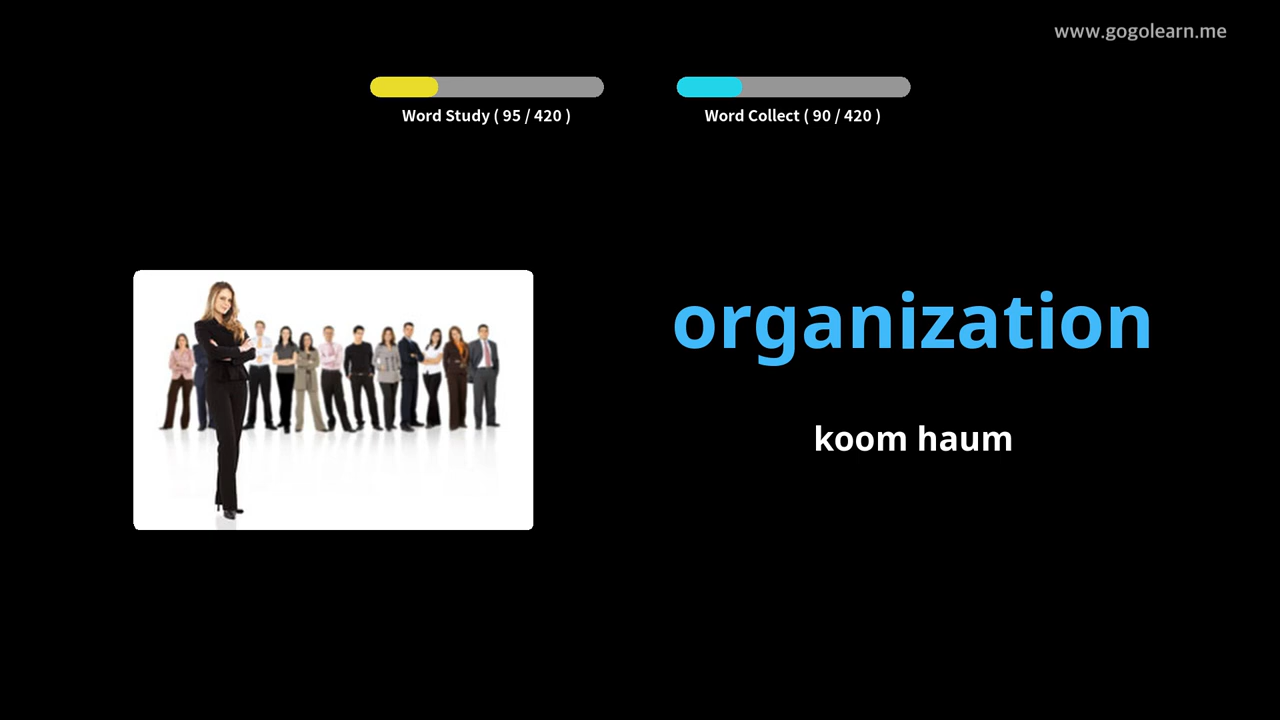 www.gogolearn.me
Word Study ( 95 / 420 )
Word Collect ( 90 / 420 )
organization
koom haum